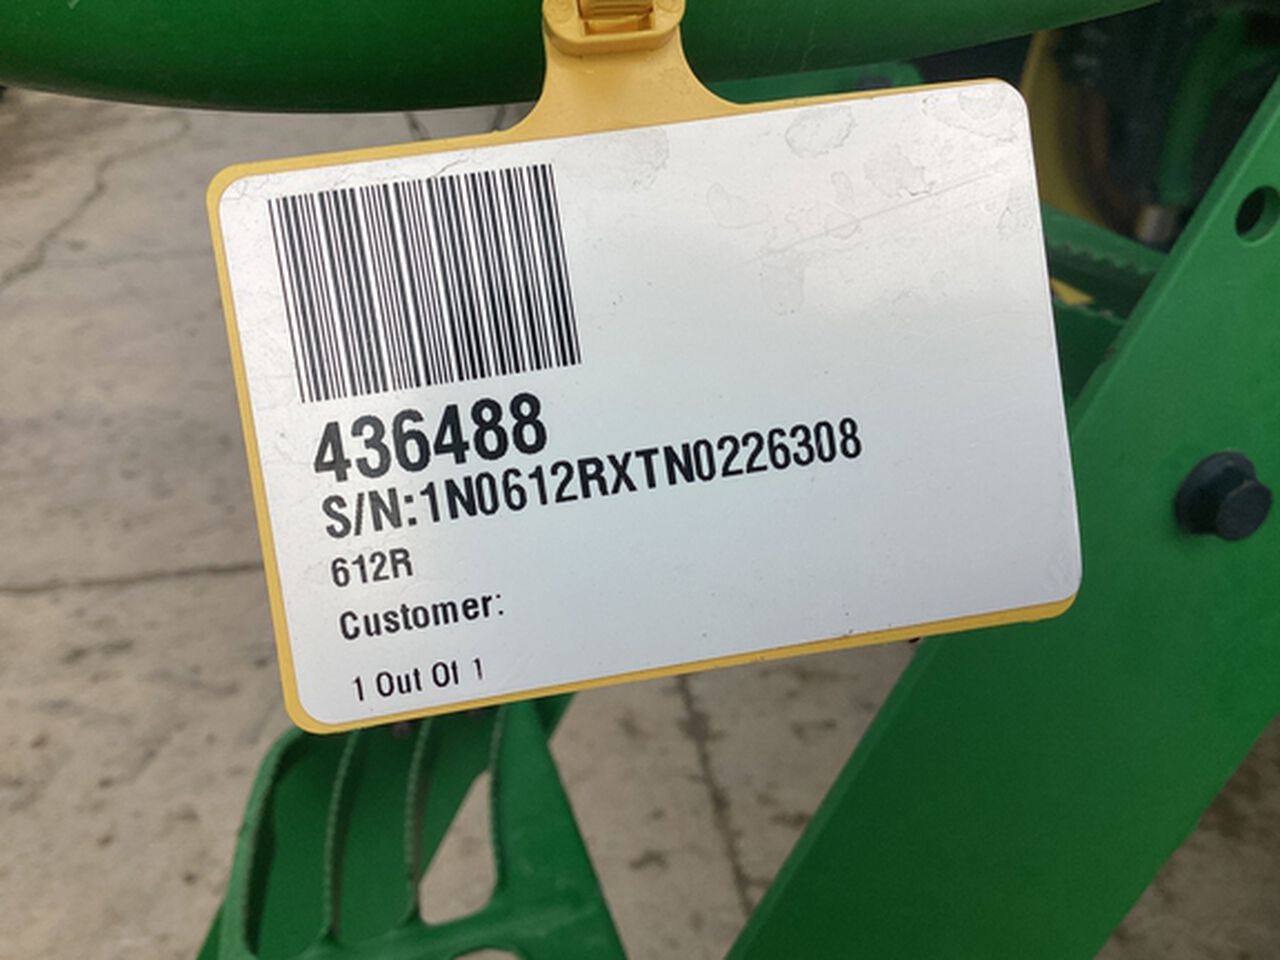 436488
S/N:1N0612RXTN0226308
612R
Customer:
1 Out Of 1